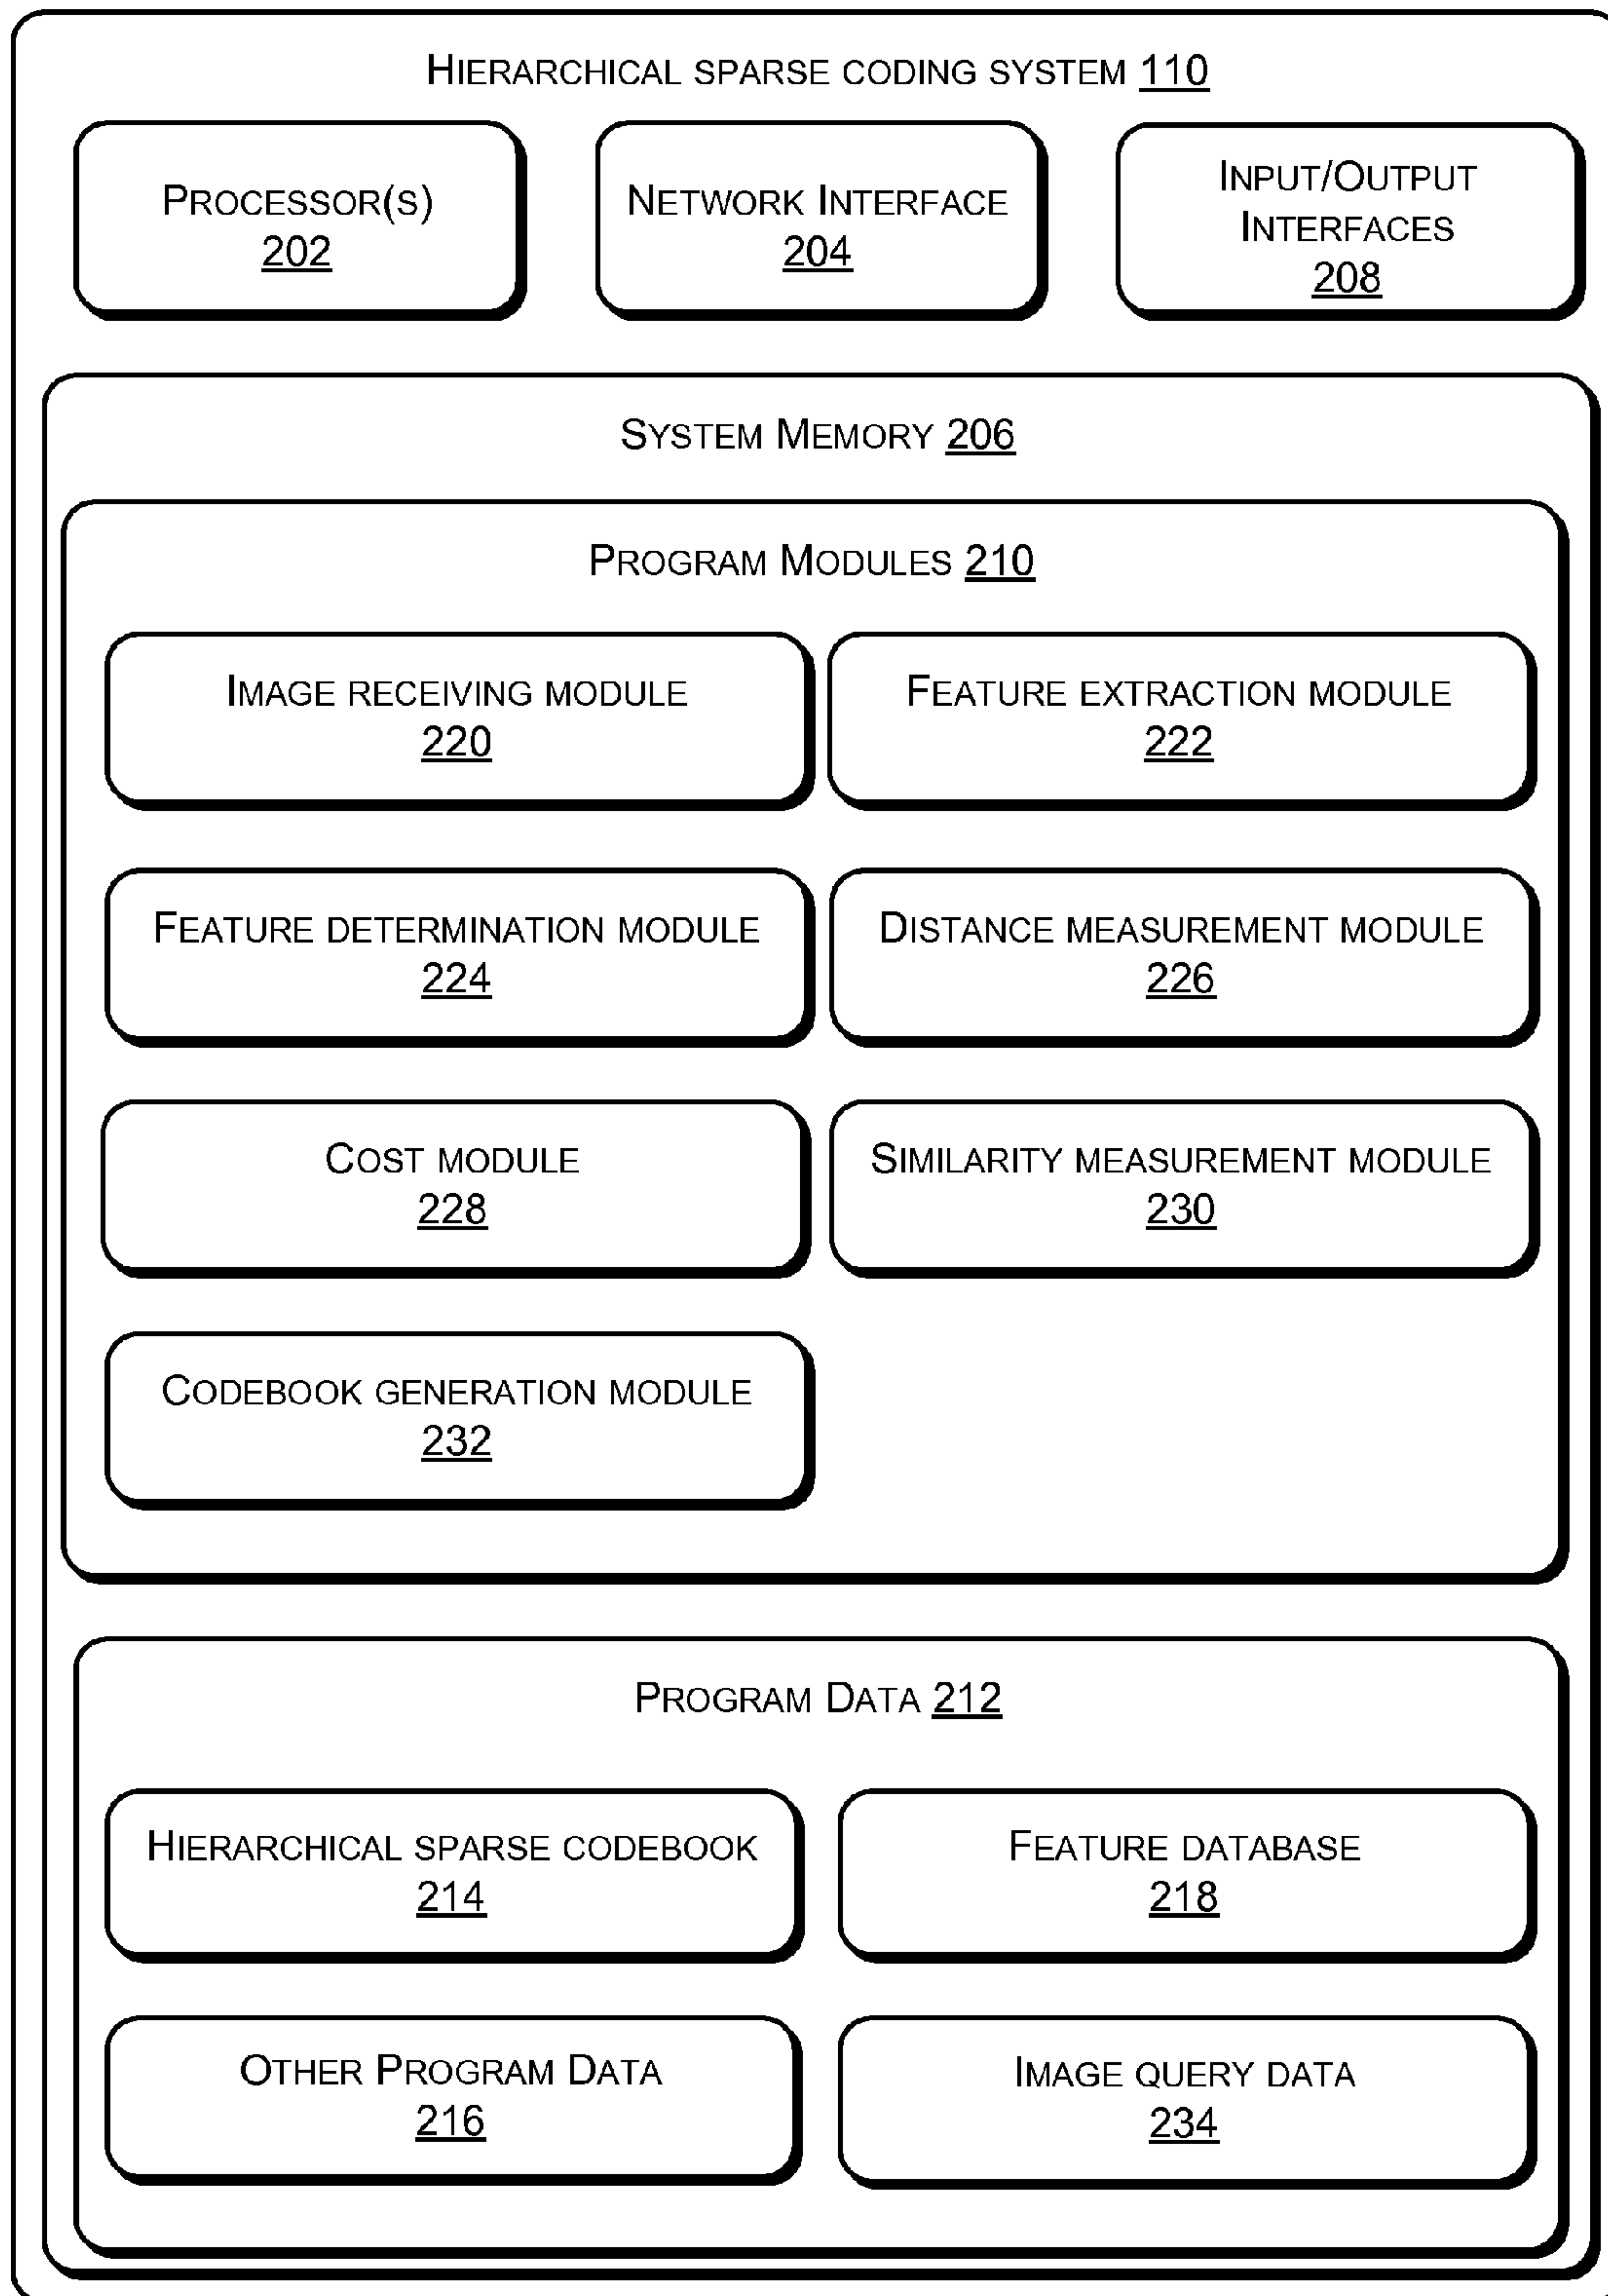 HIERARCHICAL SPARSE CODING SYSTEM 110
PROCESSOR(S)
202
NETWORK INTERFACE
204
INPUT/OUTPUT
INTERFACES
208
SYSTEM MEMORY 206
PROGRAM MODULES 210
IMAGE RECEIVING MODULE
220
FEATURE EXTRACTION MODULE
222
FEATURE DETERMINATION MODULE
224
DISTANCE MEASUREMENT MODULE
226
COST MODULE
228
SIMILARITY MEASUREMENT MODULE
230
CODEBOOK GENERATION MODULE
232
PROGRAM DATA 212
HIERARCHICAL SPARSE CODEBOOK
214
FEATURE DATABASE
218
OTHER PROGRAM DATA
216
IMAGE QUERY DATA
234